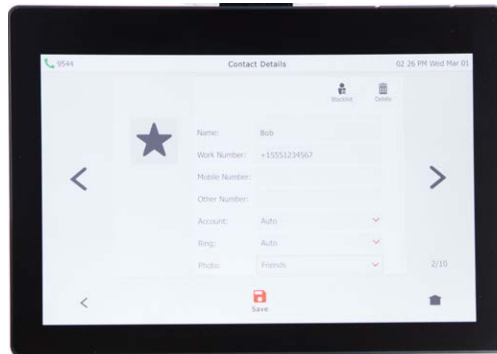 9544 Contact Details 02 26 PM Wed Mar 01
Blacklist Delete
Name: Bob
Work Number: +15551234567
Mobile Number:
Other Number:
Account: Auto
Ring: Auto
Photo: Friends
2/10
Save